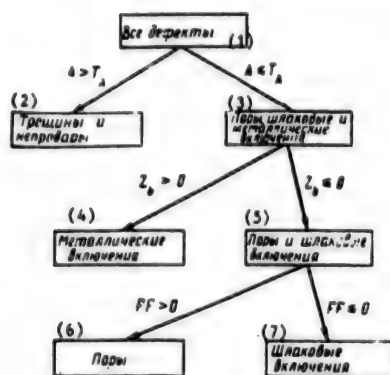 Все дефекты (1)
A > T_A
A ≤ T_A
(2)
(3)
Трещины и
непровары
Поры шлаковые и
металлические
включения
Z_b > 0
Z_b ≤ 0
(4)
(5)
Металлические
включения
Поры и шлаковые
включения
FF > 0
FF ≤ 0
(6)
(7)
Поры
Шлаковые
включения